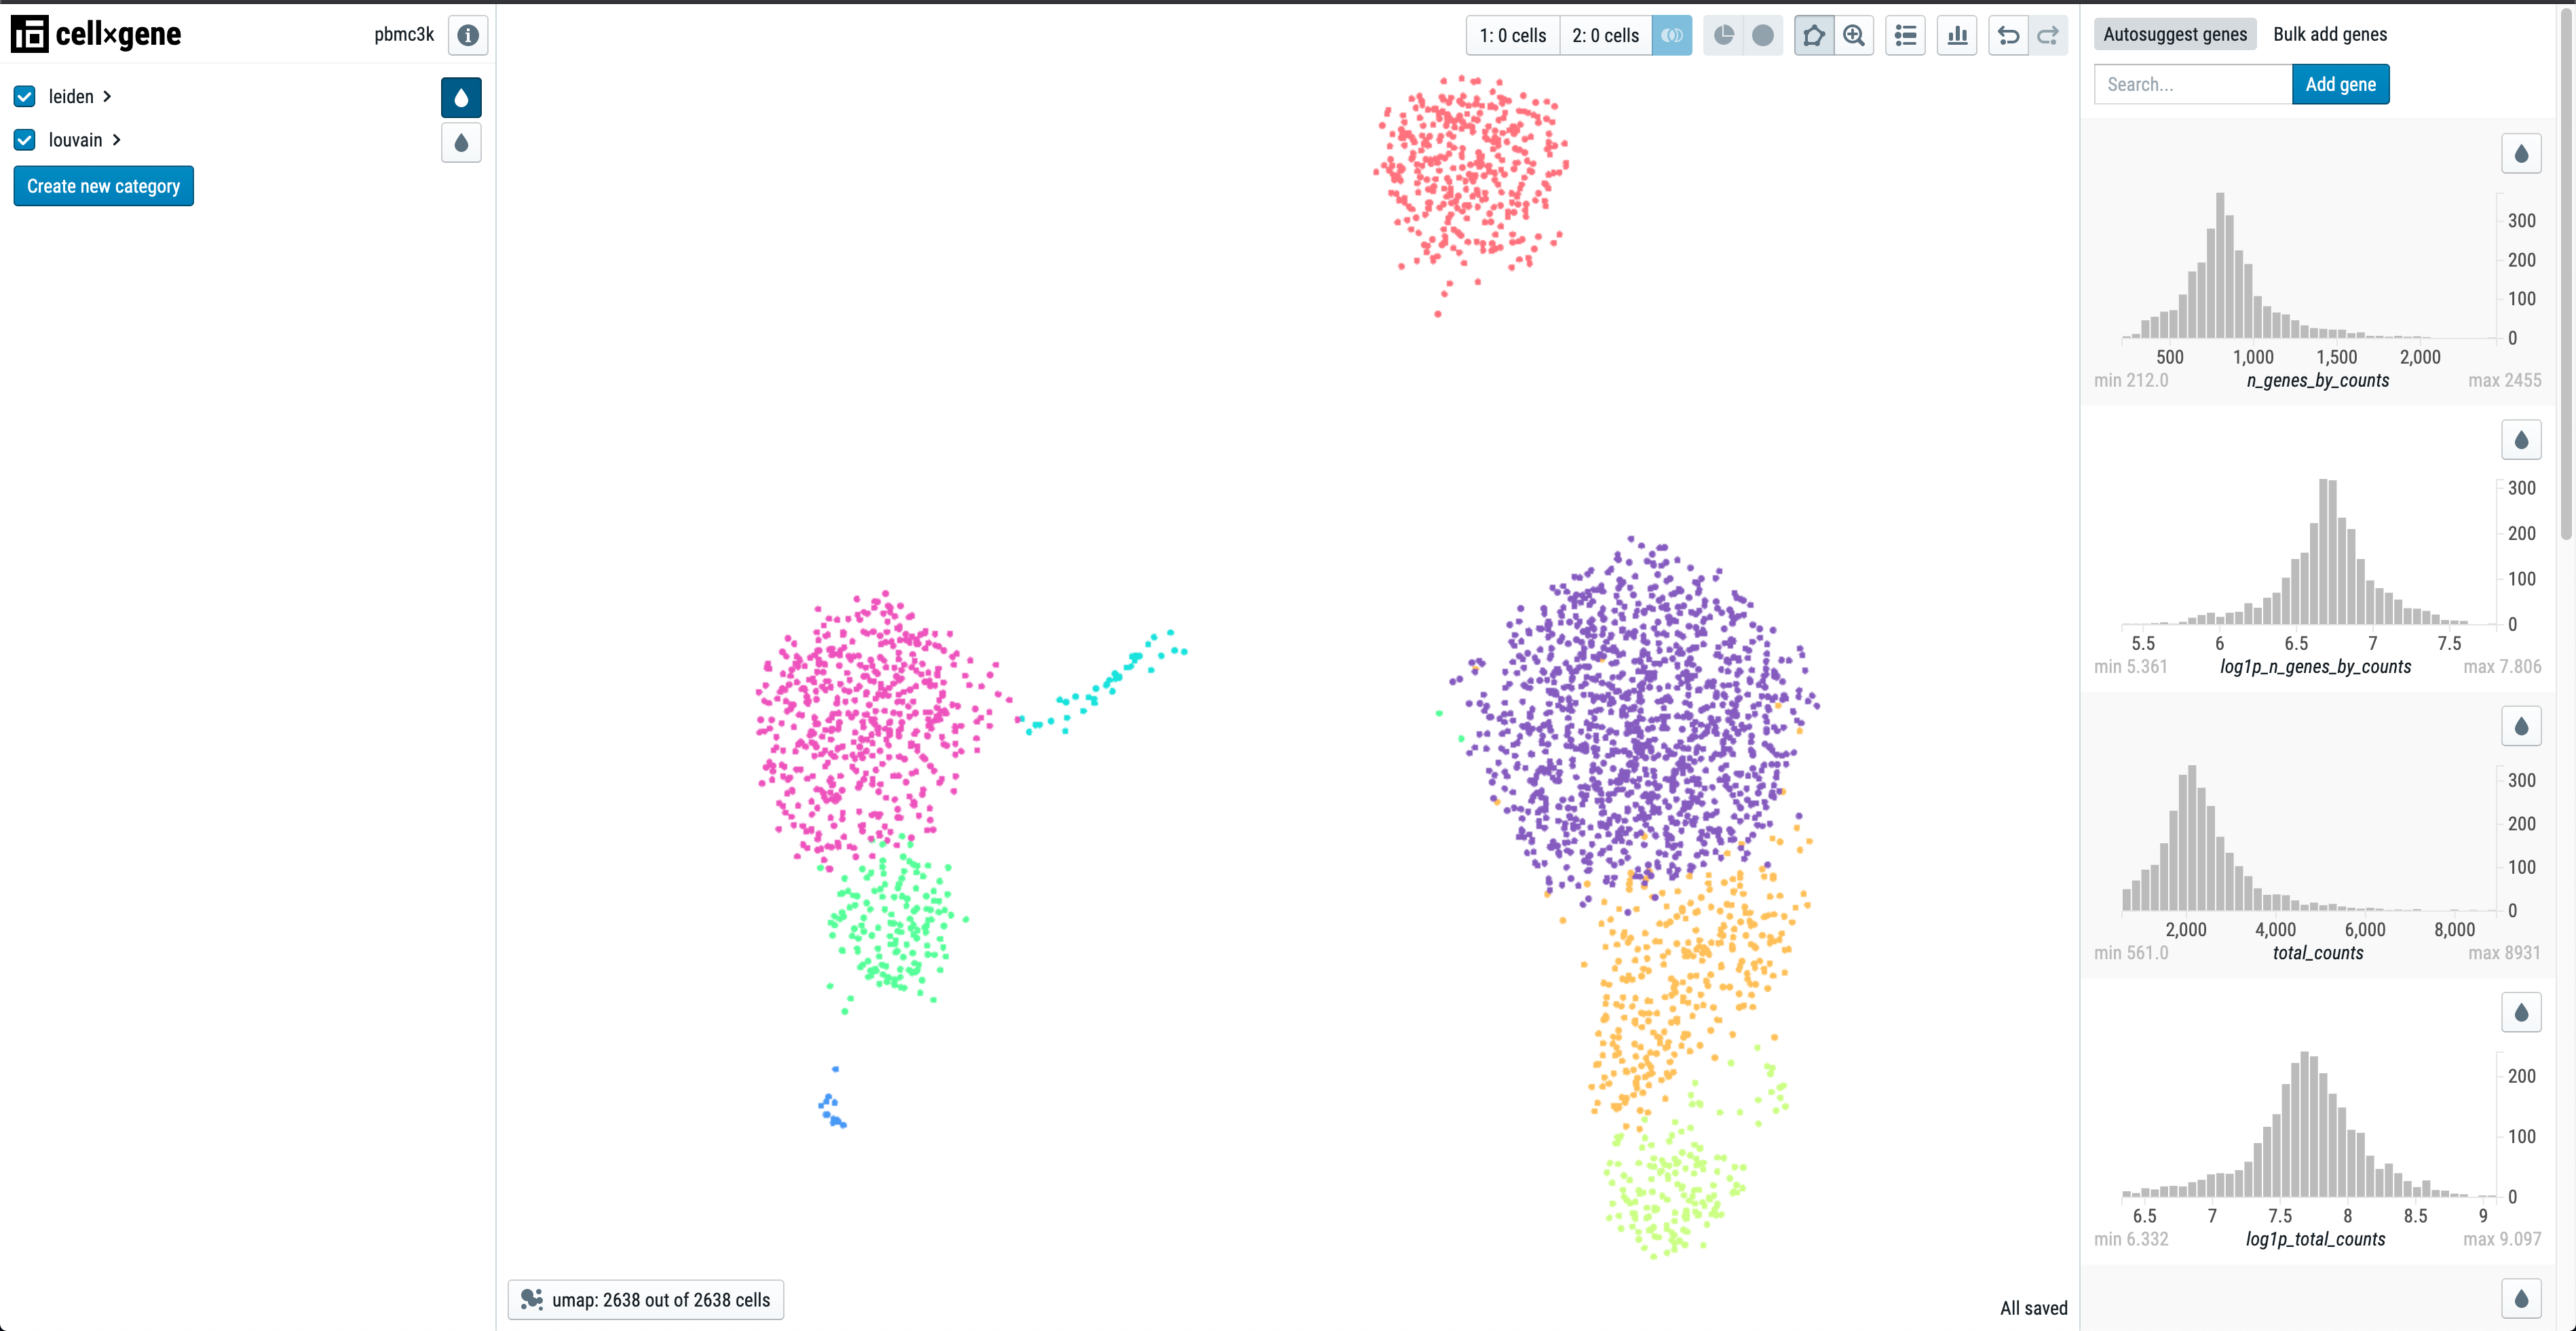 cell×gene
pbmc3k
leiden
louvain
Create new category
1: 0 cells
2: 0 cells
umap: 2638 out of 2638 cells
All saved
Autosuggest genes
Bulk add genes
Search...
Add gene
300
200
100
0
500 1,000 1,500 2,000
min 212.0 n_genes_by_counts max 2455
300
200
100
0
5.5 6 6.5 7 7.5
min 5.361 log1p_n_genes_by_counts max 7.806
300
200
100
0
2,000 4,000 6,000 8,000
min 561.0 total_counts max 8931
200
100
0
6.5 7 7.5 8 8.5 9
min 6.332 log1p_total_counts max 9.097